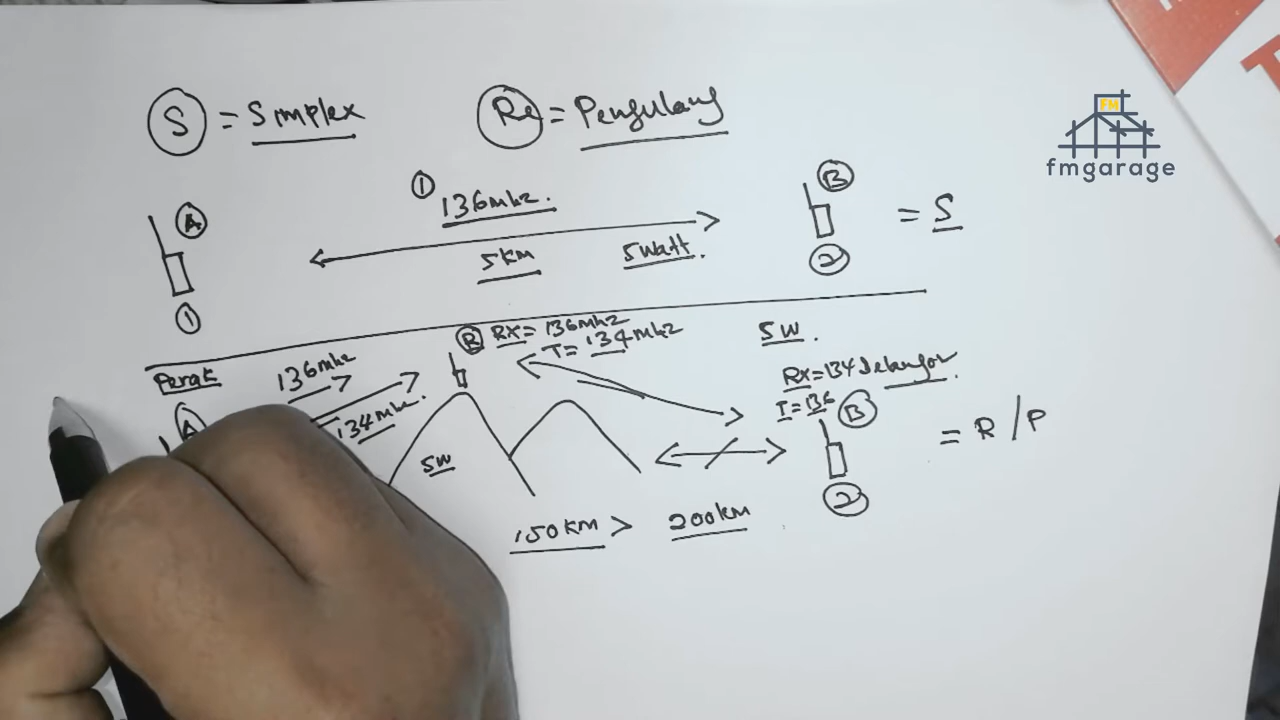 S = Simplex
Re = Pengulang
FM
fmgarage
A
B
① 136mhz.
= S
5km
5watt.
1
2
R RX = 136mhz
T = 134mhz
5W.
Perak
136mhz
134mhz.
RX=134 Selangor.
T=136
A
B
= R/P
5W
2
150km > 200km